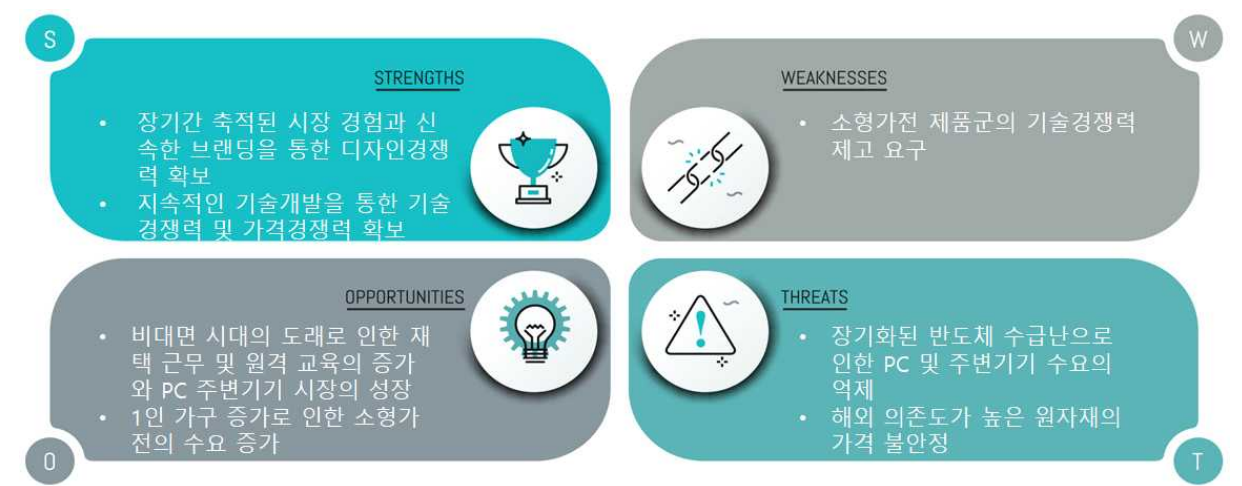 S
STRENGTHS
• 장기간 축적된 시장 경험과 신
속한 브랜딩을 통한 디자인경쟁
력 확보
• 지속적인 기술개발을 통한 기술
경쟁력 및 가격경쟁력 확보
W
WEAKNESSES
• 소형가전 제품군의 기술경쟁력
제고 요구
OPPORTUNITIES
• 비대면 시대의 도래로 인한 재
택 근무 및 원격 교육의 증가
와 PC 주변기기 시장의 성장
• 1인 가구 증가로 인한 소형가
전의 수요 증가
O
THREATS
• 장기화된 반도체 수급난으로
인한 PC 및 주변기기 수요의
억제
• 해외 의존도가 높은 원자재의
가격 불안정
T